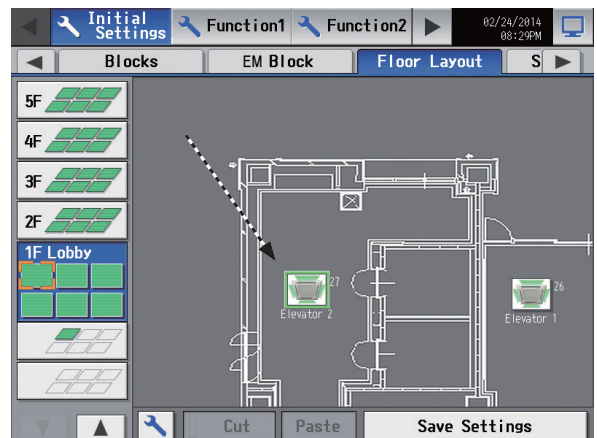 Initial
Settings
Function1
Function2
02/24/2014
08:29PM
Blocks
EM Block
Floor Layout
S
5F
4F
3F
2F
1F Lobby
27
Elevator 2
26
Elevator 1
Cut
Paste
Save Settings